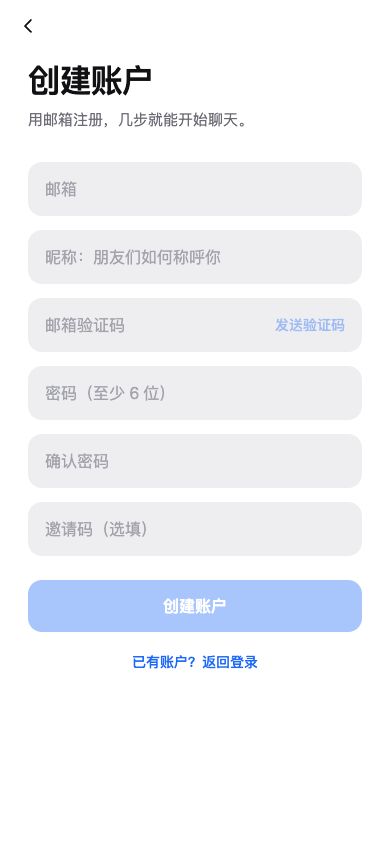 创建账户
用邮箱注册，几步就能开始聊天。
邮箱
昵称：朋友们如何称呼你
邮箱验证码 发送验证码
密码（至少 6 位）
确认密码
邀请码（选填）
创建账户
已有账户？返回登录